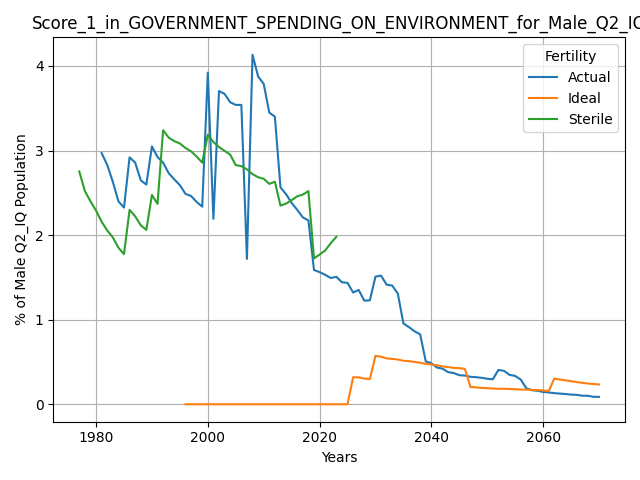 Score_1_in_GOVERNMENT_SPENDING_ON_ENVIRONMENT_for_Male_Q2_IQ
Fertility
Actual
Ideal
Sterile
% of Male Q2_IQ Population
4
3
2
1
0
1980 2000 2020 2040 2060
Years